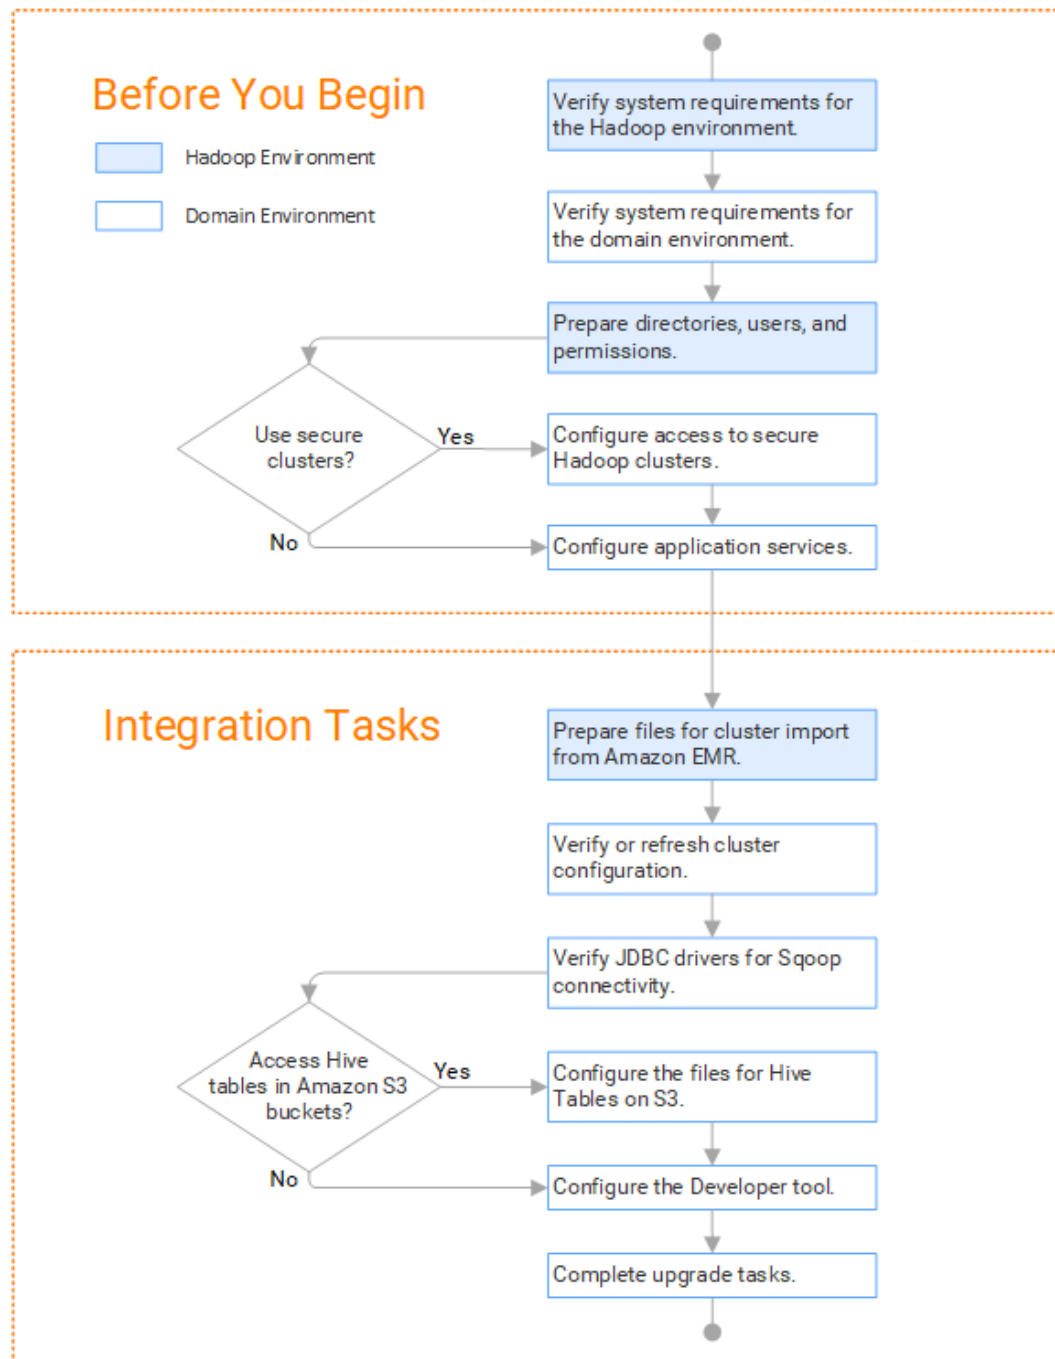 Before You Begin
Hadoop Environment
Domain Environment
Verify system requirements for
the Hadoop environment.
Verify system requirements for
the domain environment.
Prepare directories, users, and
permissions.
Use secure
clusters?
Yes
Configure access to secure
Hadoop clusters.
No
Configure application services.
Integration Tasks
Prepare files for cluster import
from Amazon EMR.
Verify or refresh cluster
configuration.
Verify JDBC drivers for Sqoop
connectivity.
Access Hive
tables in Amazon S3
buckets?
Yes
Configure the files for Hive
Tables on S3.
No
Configure the Developer tool.
Complete upgrade tasks.